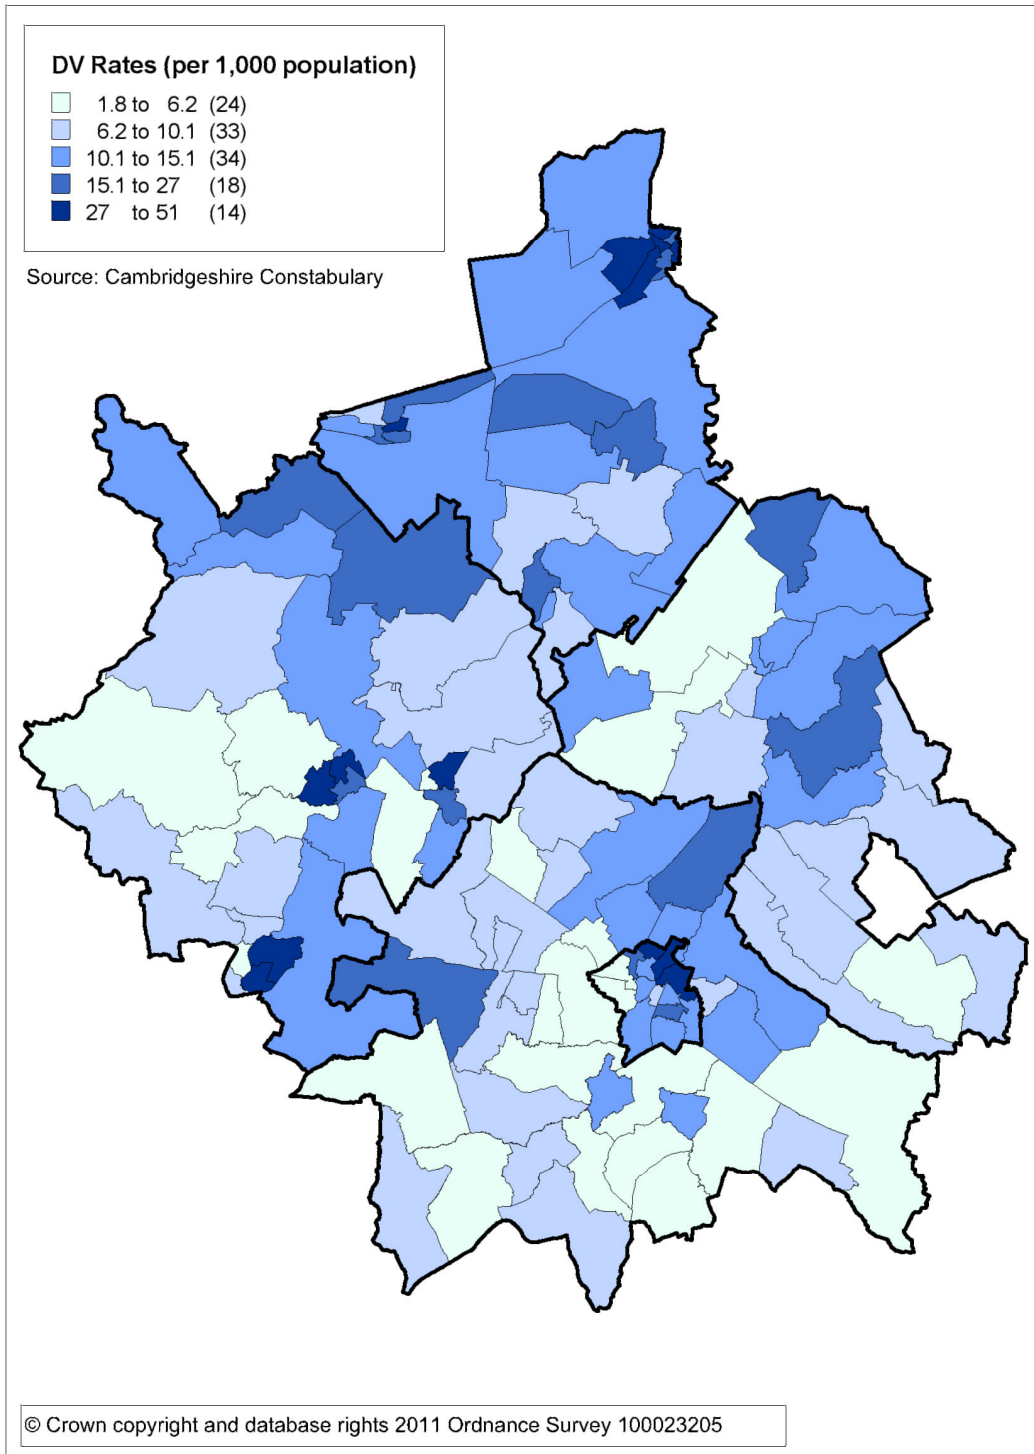 DV Rates (per 1,000 population)
1.8 to 6.2 (24)
6.2 to 10.1 (33)
10.1 to 15.1 (34)
15.1 to 27 (18)
27 to 51 (14)
Source: Cambridgeshire Constabulary
© Crown copyright and database rights 2011 Ordnance Survey 100023205